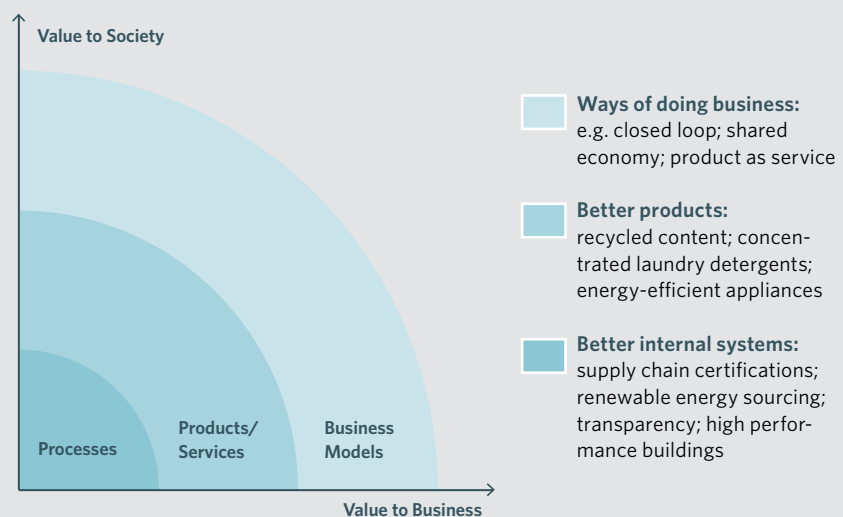 Value to Society
Ways of doing business:
e.g. closed loop; shared
economy; product as service
Better products:
recycled content; concen-
trated laundry detergents;
energy-efficient appliances
Better internal systems:
supply chain certifications;
renewable energy sourcing;
transparency; high perfor-
mance buildings
Processes
Products/
Services
Business
Models
Value to Business